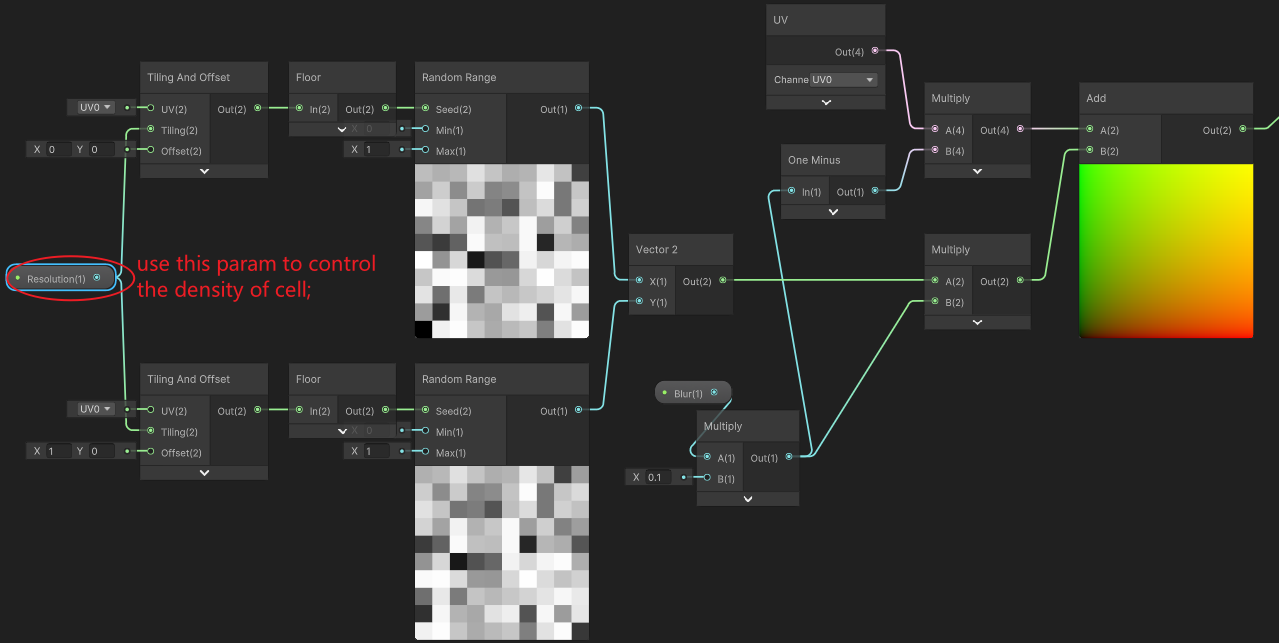 UV
Out(4)
Channe UV0
Tiling And Offset
UV0
UV(2)
Out(2)
Tiling(2)
X 0 Y 0
Offset(2)
Floor
In(2)
Out(2)
Random Range
Seed(2)
Out(1)
X 0
Min(1)
X 1
Max(1)
Multiply
A(4)
Out(4)
B(4)
Add
A(2)
Out(2)
B(2)
One Minus
In(1)
Out(1)
Resolution(1)
use this param to control
the density of cell;
Vector 2
X(1)
Out(2)
Y(1)
Multiply
A(2)
Out(2)
B(2)
Tiling And Offset
UV0
UV(2)
Out(2)
Tiling(2)
X 1 Y 0
Offset(2)
Floor
In(2)
Out(2)
Random Range
Seed(2)
Out(1)
X 0
Min(1)
X 1
Max(1)
Blur(1)
Multiply
A(1)
Out(1)
X 0.1
B(1)